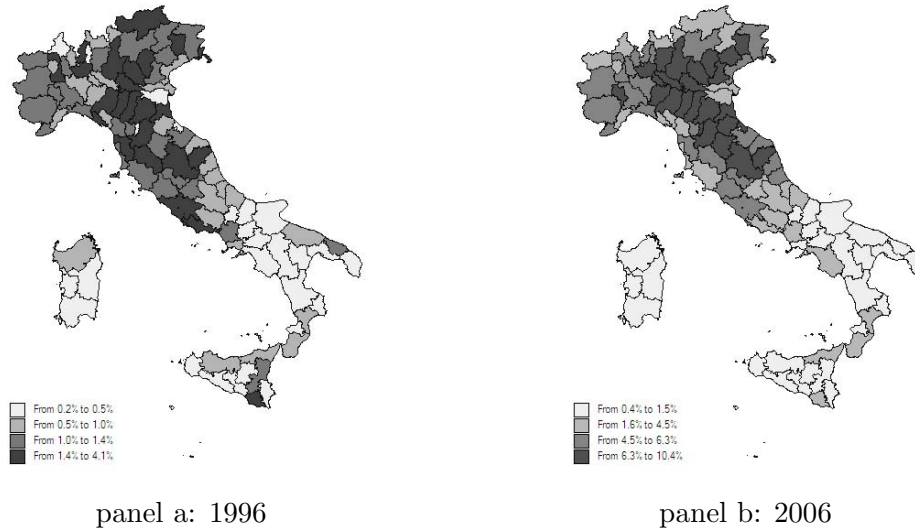 From 0.2% to 0.5%
From 0.5% to 1.0%
From 1.0% to 1.4%
From 1.4% to 4.1%
From 0.4% to 1.5%
From 1.6% to 4.5%
From 4.5% to 6.3%
From 6.3% to 10.4%
panel a: 1996
panel b: 2006